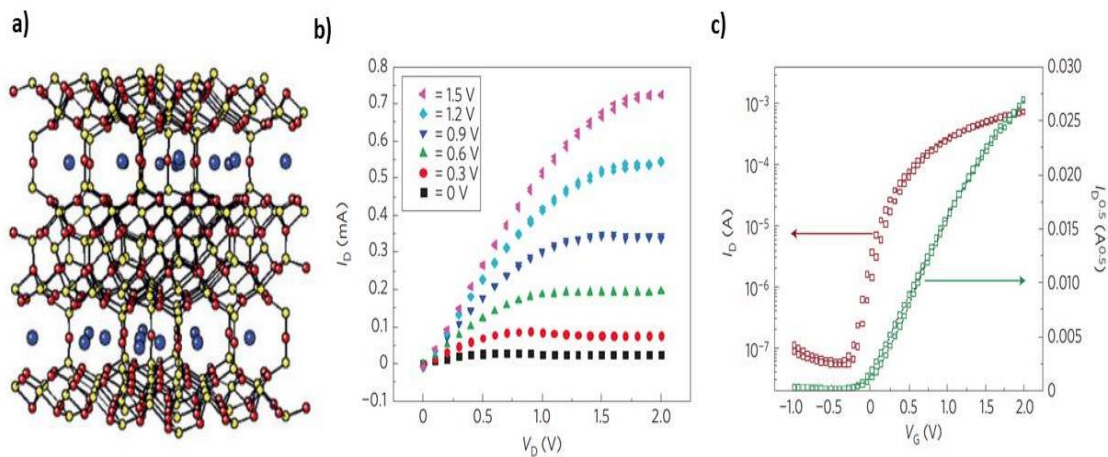 a)
b)
c)
0.8
0.7
0.6
0.5
0.4
0.3
0.2
0.1
0
−0.1
I_D (mA)
= 1.5 V
= 1.2 V
= 0.9 V
= 0.6 V
= 0.3 V
= 0 V
0 0.5 1.0 1.5 2.0
V_D (V)
10⁻³
10⁻⁴
10⁻⁵
10⁻⁶
10⁻⁷
I_D (A)
0.030
0.025
0.020
0.015
0.010
0.005
0
I_D^0.5 (A^0.5)
−1.0 −0.5 0 0.5 1.0 1.5 2.0
V_G (V)